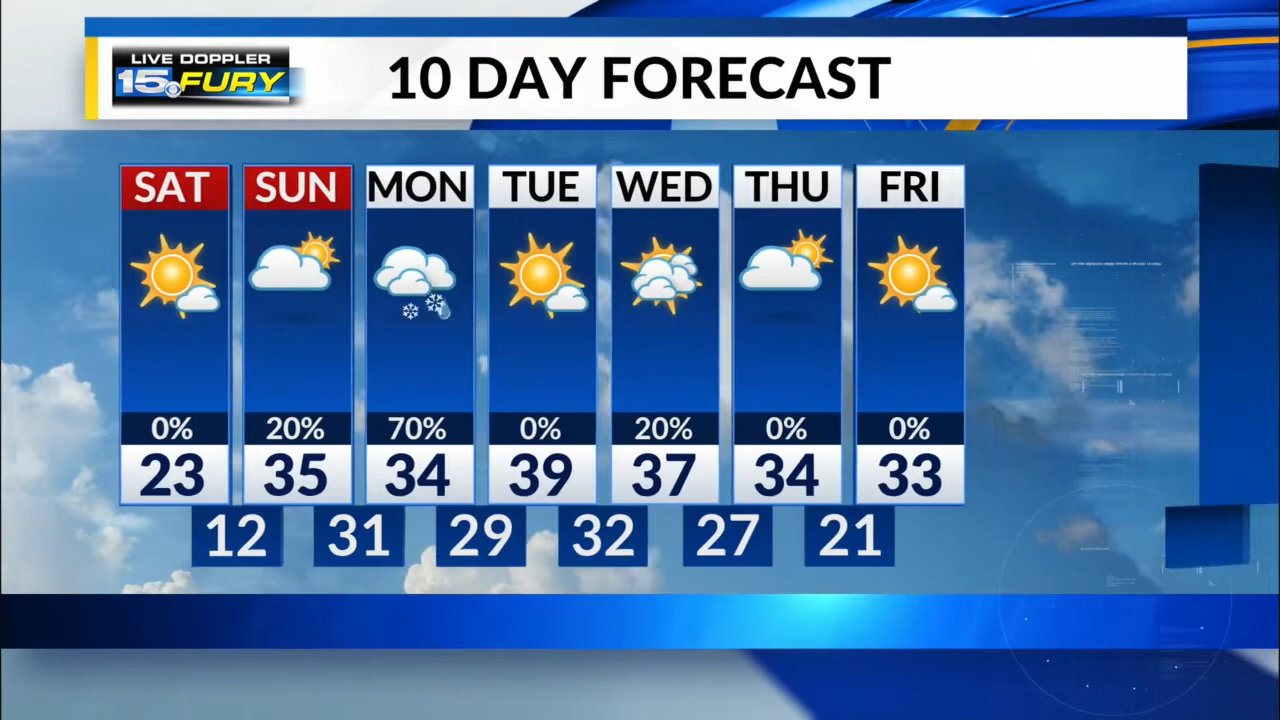 LIVE DOPPLER
15 FURY
10 DAY FORECAST
SAT SUN MON TUE WED THU FRI
0% 20% 70% 0% 20% 0% 0%
23 35 34 39 37 34 33
12 31 29 32 27 21